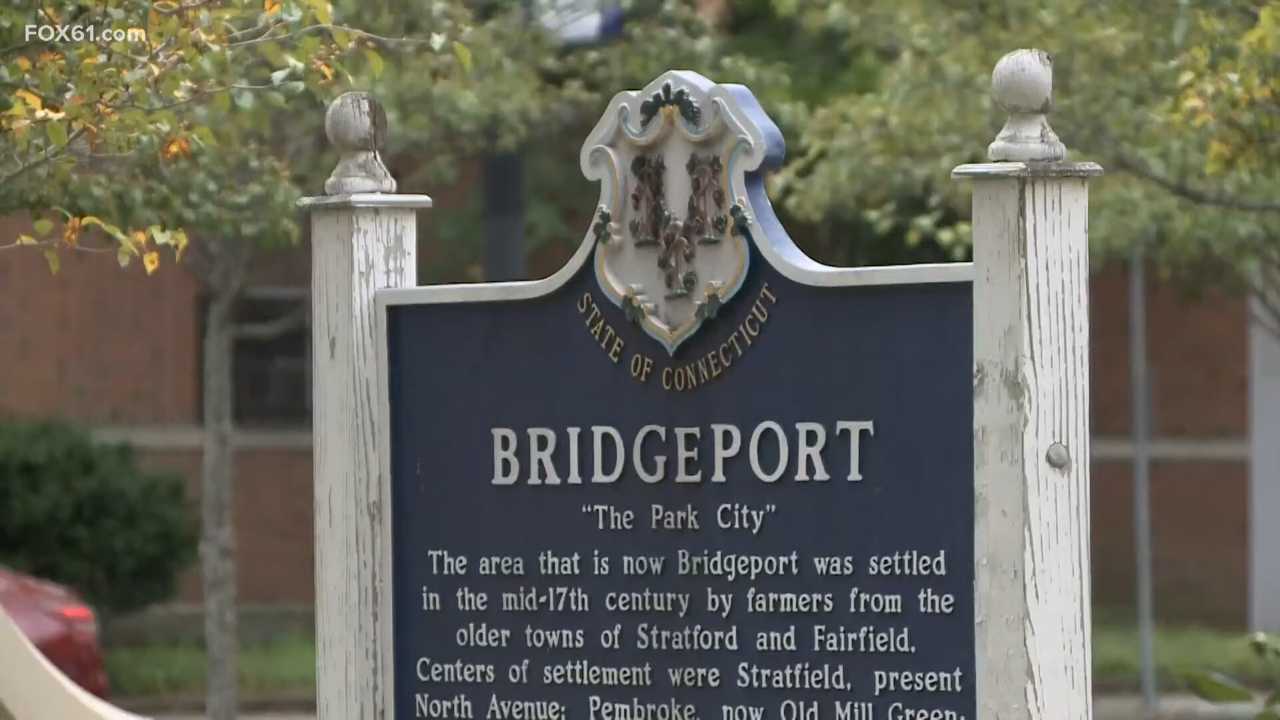 FOX61.com
STATE OF CONNECTICUT
BRIDGEPORT
"The Park City"
The area that is now Bridgeport was settled
in the mid-17th century by farmers from the
older towns of Stratford and Fairfield.
Centers of settlement were Stratfield, present
North Avenue; Pembroke, now Old Mill Green;